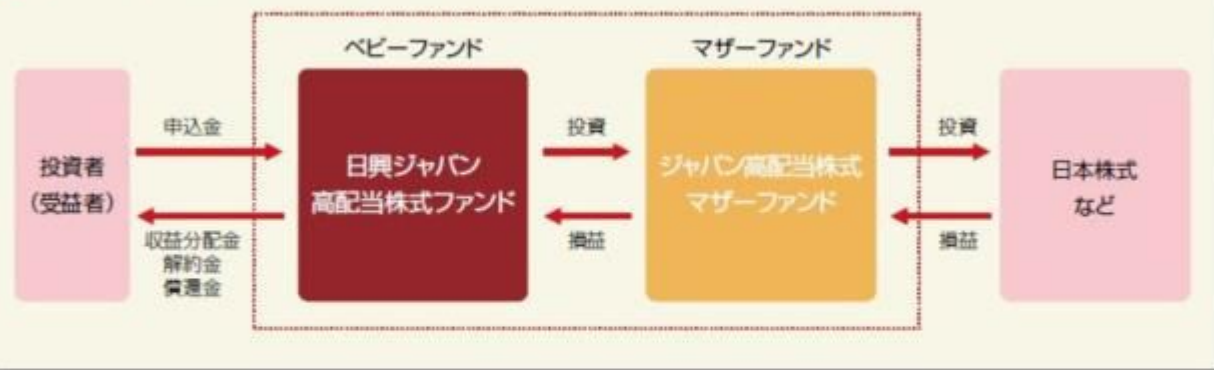 ベビーファンド
マザーファンド
投資者
（受益者）
申込金
収益分配金
解約金
償還金
日興ジャパン
高配当株式ファンド
投資
損益
ジャパン高配当株式
マザーファンド
投資
損益
日本株式
など